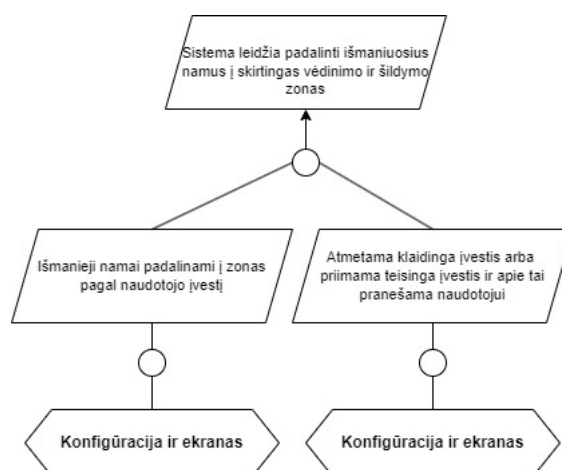 Sistema leidžia padalinti išmaniuosius
namus į skirtingas vėdinimo ir šildymo
zonas
Išmanieji namai padalinami į zonas
pagal naudotojo įvestį
Atmetama klaidinga įvestis arba
priimama teisinga įvestis ir apie tai
pranešama naudotojui
Konfigūracija ir ekranas
Konfigūracija ir ekranas